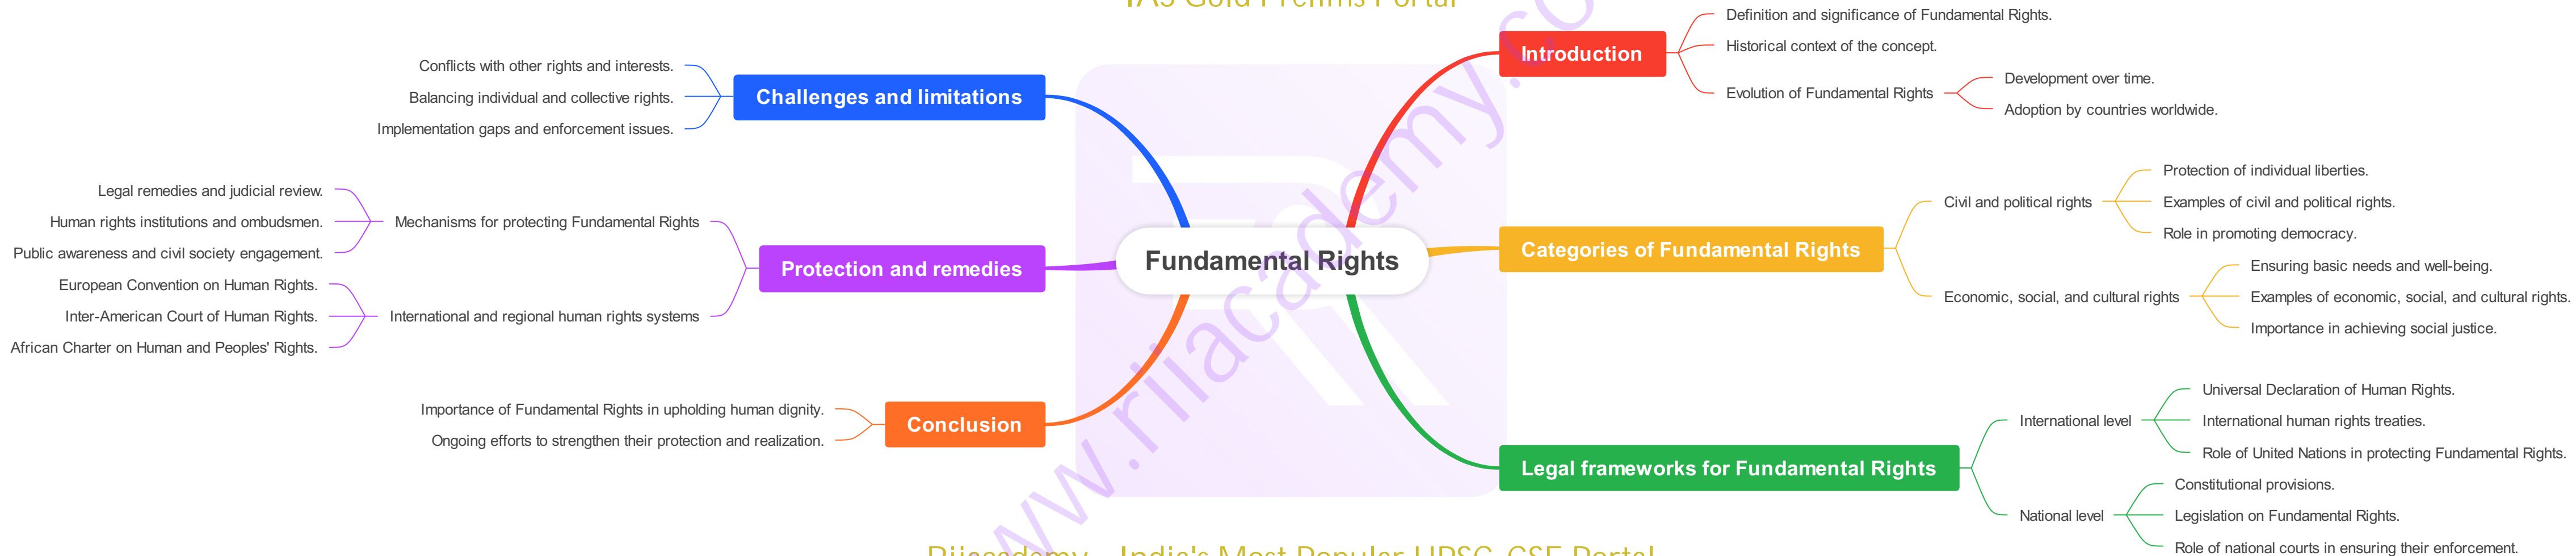 IAS Gold Prelims Portal
Fundamental Rights
Introduction
Definition and significance of Fundamental Rights.
Historical context of the concept.
Evolution of Fundamental Rights
Development over time.
Adoption by countries worldwide.
Categories of Fundamental Rights
Civil and political rights
Protection of individual liberties.
Examples of civil and political rights.
Role in promoting democracy.
Economic, social, and cultural rights
Ensuring basic needs and well-being.
Examples of economic, social, and cultural rights.
Importance in achieving social justice.
Legal frameworks for Fundamental Rights
International level
Universal Declaration of Human Rights.
International human rights treaties.
Role of United Nations in protecting Fundamental Rights.
National level
Constitutional provisions.
Legislation on Fundamental Rights.
Role of national courts in ensuring their enforcement.
Challenges and limitations
Conflicts with other rights and interests.
Balancing individual and collective rights.
Implementation gaps and enforcement issues.
Protection and remedies
Mechanisms for protecting Fundamental Rights
Legal remedies and judicial review.
Human rights institutions and ombudsmen.
Public awareness and civil society engagement.
International and regional human rights systems
European Convention on Human Rights.
Inter-American Court of Human Rights.
African Charter on Human and Peoples' Rights.
Conclusion
Importance of Fundamental Rights in upholding human dignity.
Ongoing efforts to strengthen their protection and realization.
India's Most Popular UPSC-CSE Portal